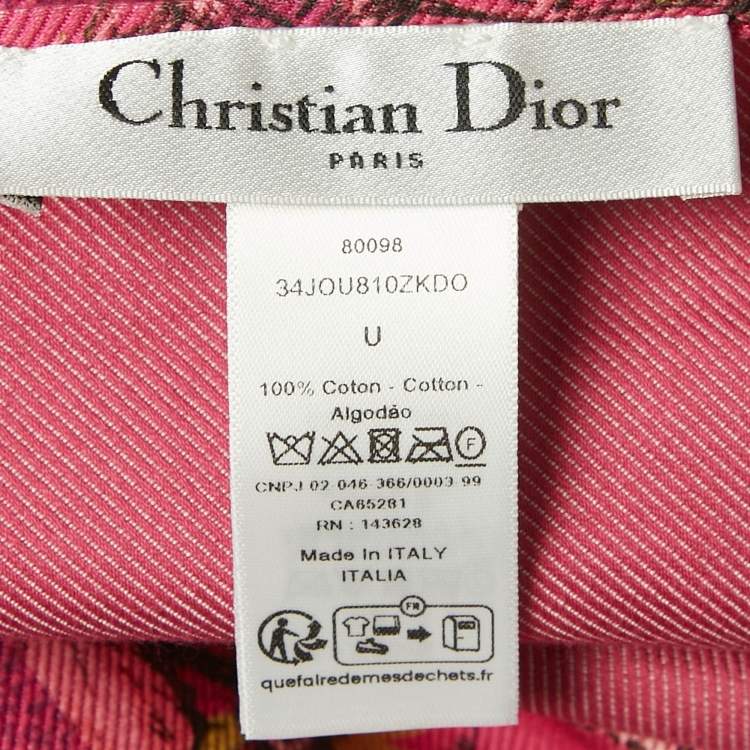 Christian Dior
PARIS
80098
34JOU810ZKDO
U
100% Coton - Cotton -
Algodão
F
CNPJ 02-046-366/0003-99
CA65281
RN : 143628
Made In ITALY
ITALIA
FR
quefairedemesdechets.fr